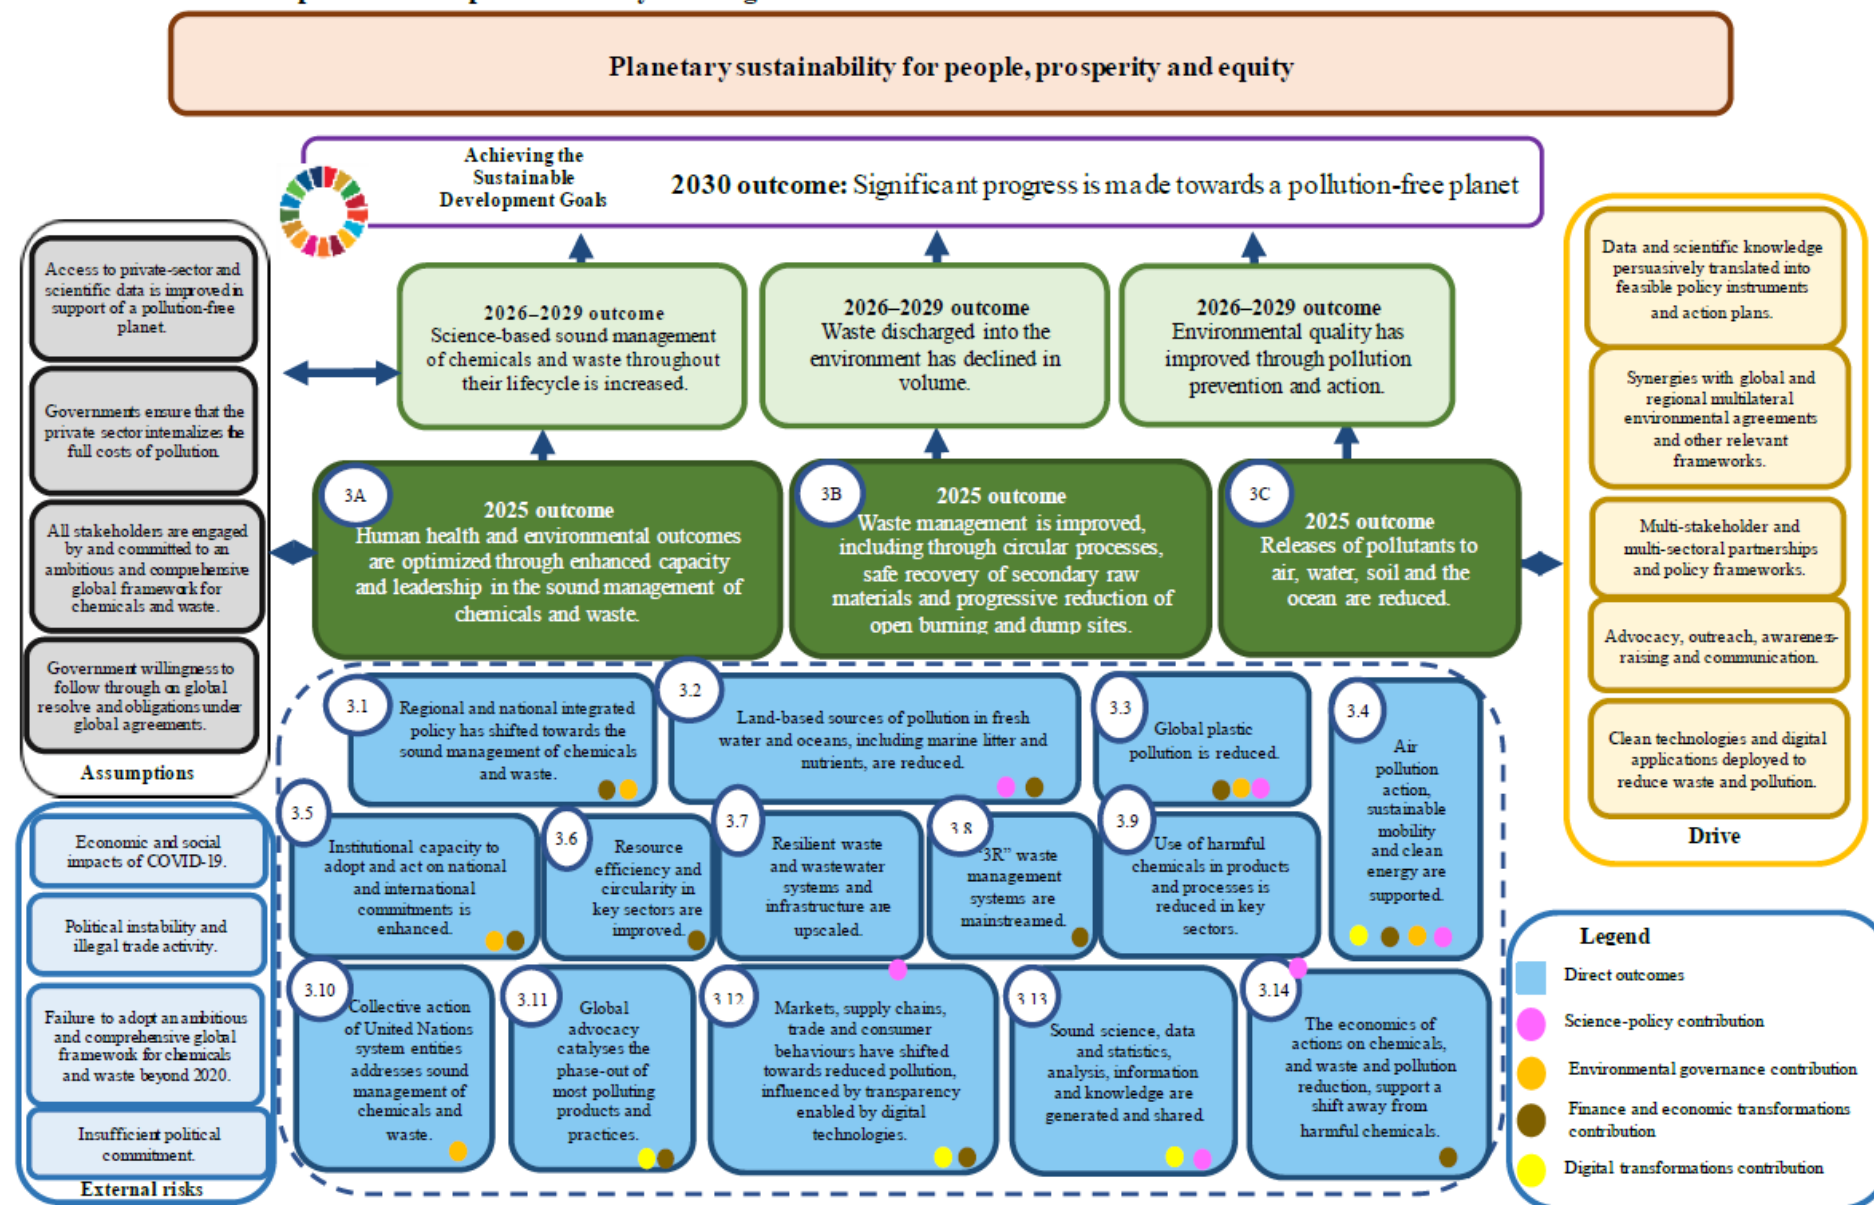 Planetary sustainability for people, prosperity and equity
Achieving the
Sustainable
Development Goals
2030 outcome: Significant progress is made towards a pollution-free planet
Access to private-sector and
scientific data is improved in
support of a pollution-free
planet.
Governments ensure that the
private sector internalizes the
full costs of pollution.
All stakeholders are engaged
by and committed to an
ambitious and comprehensive
global framework for
chemicals and waste.
Government willingness to
follow through on global
resolve and obligations under
global agreements.
Assumptions
Economic and social
impacts of COVID-19.
Political instability and
illegal trade activity.
Failure to adopt an ambitious
and comprehensive global
framework for chemicals
and waste beyond 2020.
Insufficient political
commitment.
External risks
2026–2029 outcome
Science-based sound management
of chemicals and waste throughout
their lifecycle is increased.
2026–2029 outcome
Waste discharged into the
environment has declined in
volume.
2026–2029 outcome
Environmental quality has
improved through pollution
prevention and action.
3A
2025 outcome
Human health and environmental outcomes
are optimized through enhanced capacity
and leadership in the sound management of
chemicals and waste.
3B
2025 outcome
Waste management is improved,
including through circular processes,
safe recovery of secondary raw
materials and progressive reduction of
open burning and dump sites.
3C
2025 outcome
Releases of pollutants to
air, water, soil and the
ocean are reduced.
3.1
Regional and national integrated
policy has shifted towards the
sound management of chemicals
and waste.
3.2
Land-based sources of pollution in fresh
water and oceans, including marine litter and
nutrients, are reduced.
3.3
Global plastic
pollution is reduced.
3.4
Air
pollution
action,
sustainable
mobility
and clean
energy are
supported.
3.5
Institutional capacity to
adopt and act on national
and international
commitments is
enhanced.
3.6
Resource
efficiency and
circularity in
key sectors are
improved.
3.7
Resilient waste
and wastewater
systems and
infrastructure are
upscaled.
3.8
“3R” waste
management
systems are
mainstreamed.
3.9
Use of harmful
chemicals in products
and processes is
reduced in key
sectors.
3.10
Collective action
of United Nations
system entities
addresses sound
management of
chemicals and
waste.
3.11
Global
advocacy
catalyses the
phase-out of
most polluting
products and
practices.
3.12
Markets, supply chains,
trade and consumer
behaviours have shifted
towards reduced pollution,
influenced by transparency
enabled by digital
technologies.
3.13
Sound science, data
and statistics,
analysis, information
and knowledge are
generated and shared.
3.14
The economics of
actions on chemicals,
and waste and pollution
reduction, support a
shift away from
harmful chemicals.
Data and scientific knowledge
persuasively translated into
feasible policy instruments
and action plans.
Synergies with global and
regional multilateral
environmental agreements
and other relevant
frameworks.
Multi-stakeholder and
multi-sectoral partnerships
and policy frameworks.
Advocacy, outreach, awareness-
raising and communication.
Clean technologies and digital
applications deployed to
reduce waste and pollution.
Drive
Legend
Direct outcomes
Science-policy contribution
Environmental governance contribution
Finance and economic transformations
contribution
Digital transformations contribution